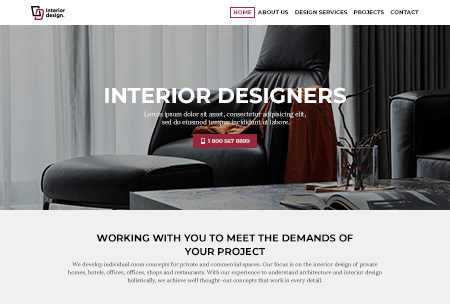 interior
design.
HOME ABOUT US DESIGN SERVICES PROJECTS CONTACT
INTERIOR DESIGNERS
Lorem ipsum dolor sit amet, consectetur adipiscing elit,
sed do eiusmod tempor incididunt ut labore.
1 800 567 8899
WORKING WITH YOU TO MEET THE DEMANDS OF
YOUR PROJECT
We develop individual room concepts for private and commercial spaces. Our focus is on the interior design of private
homes, hotels, offices, offices, shops and restaurants. With our experience to understand architecture and interior design
holistically, we achieve well thought-out concepts that work in every detail.